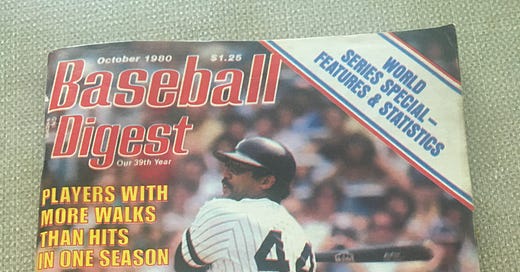 October 1980 $1.25
Baseball
Digest
Our 39th Year
WORLD
SERIES SPECIAL–
FEATURES & STATISTICS
PLAYERS WITH
MORE WALKS
THAN HITS
IN ONE SEASON
44